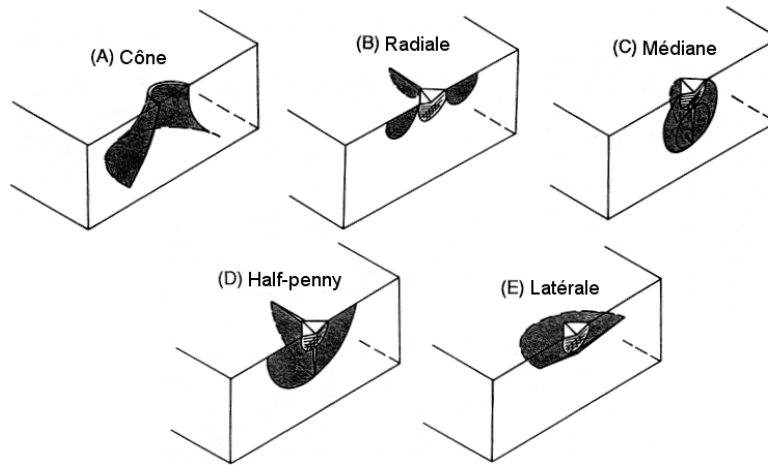 (A) Cône
(B) Radiale
(C) Médiane
(D) Half-penny
(E) Latérale